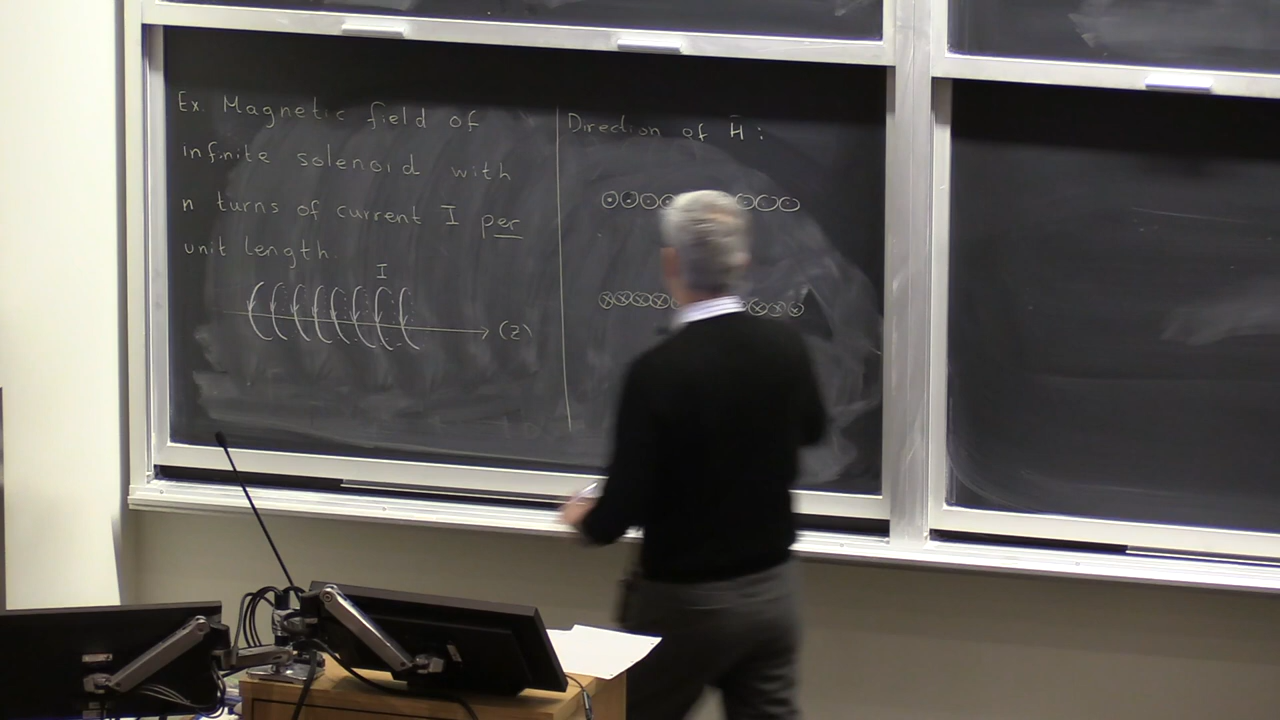 Ex. Magnetic field of
infinite solenoid with
n turns of current I per
unit length.
I
(z)
Direction of H̄ :